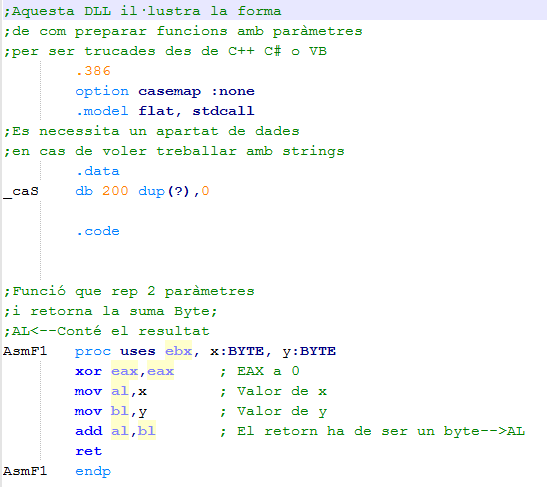 ;Aquesta DLL il·lustra la forma
;de com preparar funcions amb paràmetres
;per ser trucades des de C++ C# o VB
.386
option casemap :none
.model flat, stdcall
;Es necessita un apartat de dades
;en cas de voler treballar amb strings
.data
_caS db 200 dup(?),0
.code
;Funció que rep 2 paràmetres
;i retorna la suma Byte;
;AL<--Conté el resultat
AsmF1 proc uses ebx, x:BYTE, y:BYTE
xor eax,eax ; EAX a 0
mov al,x ; Valor de x
mov bl,y ; Valor de y
add al,bl ; El retorn ha de ser un byte-->AL
ret
AsmF1 endp